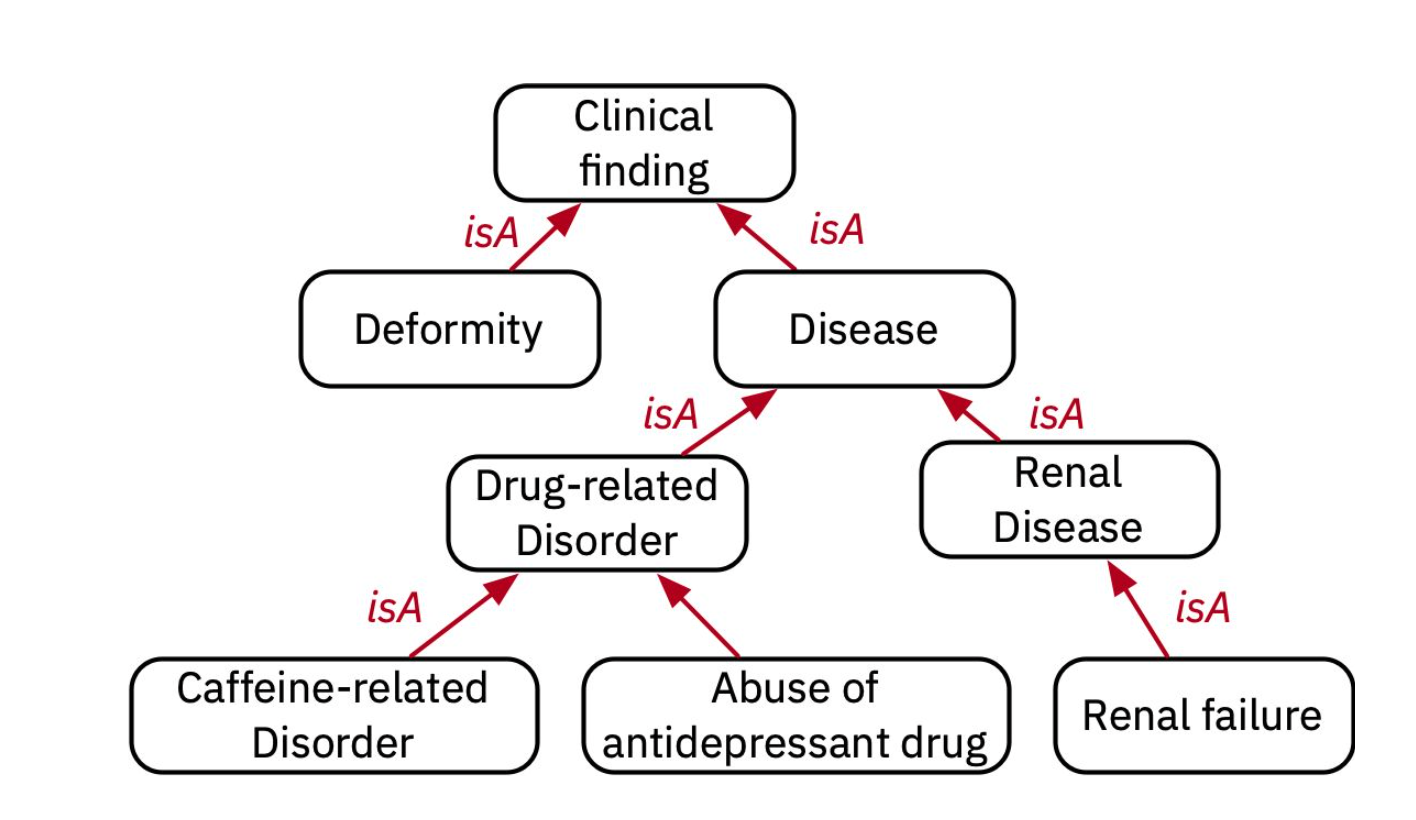 Clinical
finding
isA
isA
Deformity
Disease
isA
isA
Drug-related
Disorder
Renal
Disease
isA
isA
Caffeine-related
Disorder
Abuse of
antidepressant drug
Renal failure